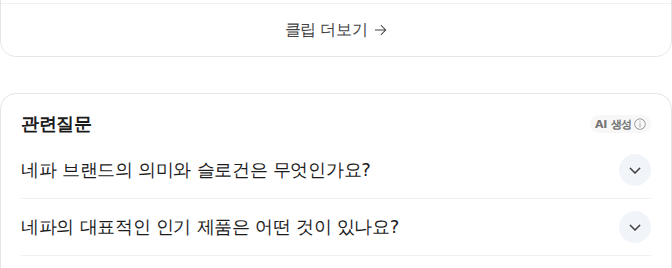 클립 더보기 →
관련질문
AI 생성 ⓘ
네파 브랜드의 의미와 슬로건은 무엇인가요?
네파의 대표적인 인기 제품은 어떤 것이 있나요?